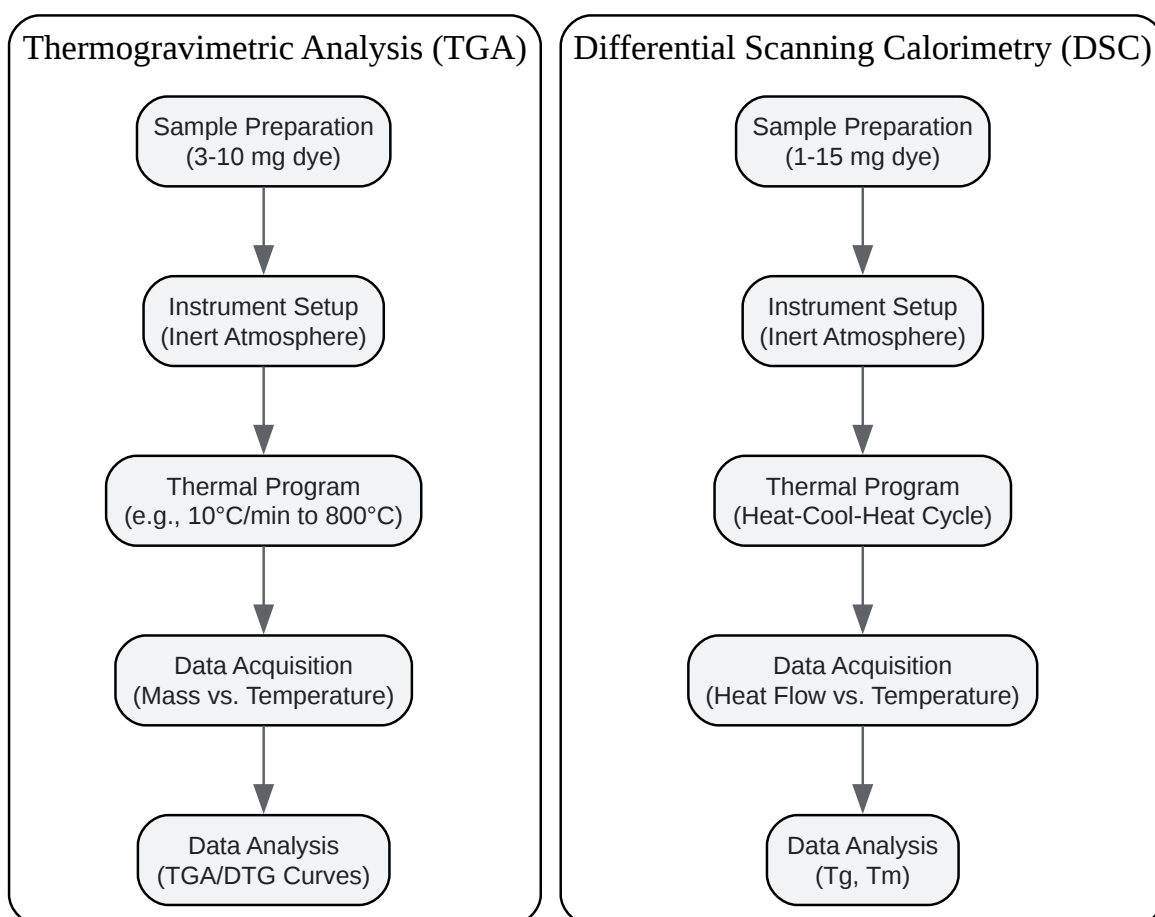 Thermogravimetric Analysis (TGA)
Sample Preparation
(3-10 mg dye)
Instrument Setup
(Inert Atmosphere)
Thermal Program
(e.g., 10°C/min to 800°C)
Data Acquisition
(Mass vs. Temperature)
Data Analysis
(TGA/DTG Curves)
Differential Scanning Calorimetry (DSC)
Sample Preparation
(1-15 mg dye)
Instrument Setup
(Inert Atmosphere)
Thermal Program
(Heat-Cool-Heat Cycle)
Data Acquisition
(Heat Flow vs. Temperature)
Data Analysis
(Tg, Tm)